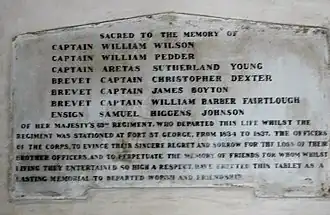 SACRED TO THE MEMORY OF
CAPTAIN WILLIAM WILSON
CAPTAIN WILLIAM PEDDER
CAPTAIN ARETAS SUTHERLAND YOUNG
BREVET CAPTAIN CHRISTOPHER DEXTER
BREVET CAPTAIN JAMES BOYTON
BREVET CAPTAIN WILLIAM BARBER FAIRTLOUGH
ENSIGN SAMUEL HIGGENS JOHNSON
OF HER MAJESTY'S 63RD REGIMENT, WHO DEPARTED THIS LIFE WHILST THE
REGIMENT WAS STATIONED AT FORT ST GEORGE, FROM 1834 TO 1837. THE OFFICERS
OF THE CORPS, TO EVINCE THEIR SINCERE REGRET AND SORROW FOR THE LOSS OF THEIR
BROTHER OFFICERS, AND TO PERPETUATE THE MEMORY OF FRIENDS FOR WHOM WHILST
LIVING THEY ENTERTAINED SO HIGH A RESPECT, HAVE ERECTED THIS TABLET AS A
LASTING MEMORIAL TO DEPARTED WORTH AND FRIENDSHIP.